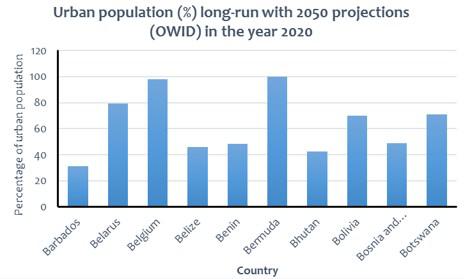 Urban population (%) long-run with 2050 projections
(OWID) in the year 2020
Percentage of urban population
120
100
80
60
40
20
0
Barbados
Belarus
Belgium
Belize
Benin
Bermuda
Bhutan
Bolivia
Bosnia and...
Botswana
Country